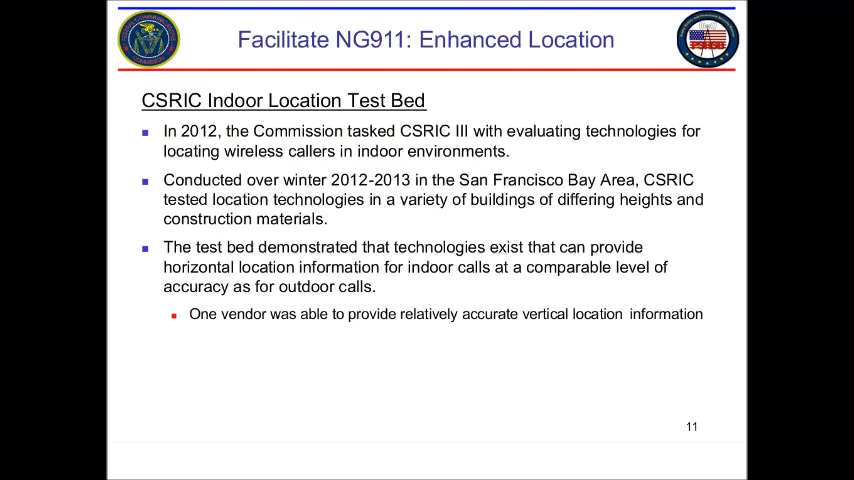 Facilitate NG911: Enhanced Location
CSRIC Indoor Location Test Bed
In 2012, the Commission tasked CSRIC III with evaluating technologies for
locating wireless callers in indoor environments.
Conducted over winter 2012-2013 in the San Francisco Bay Area, CSRIC
tested location technologies in a variety of buildings of differing heights and
construction materials.
The test bed demonstrated that technologies exist that can provide
horizontal location information for indoor calls at a comparable level of
accuracy as for outdoor calls.
One vendor was able to provide relatively accurate vertical location information
11